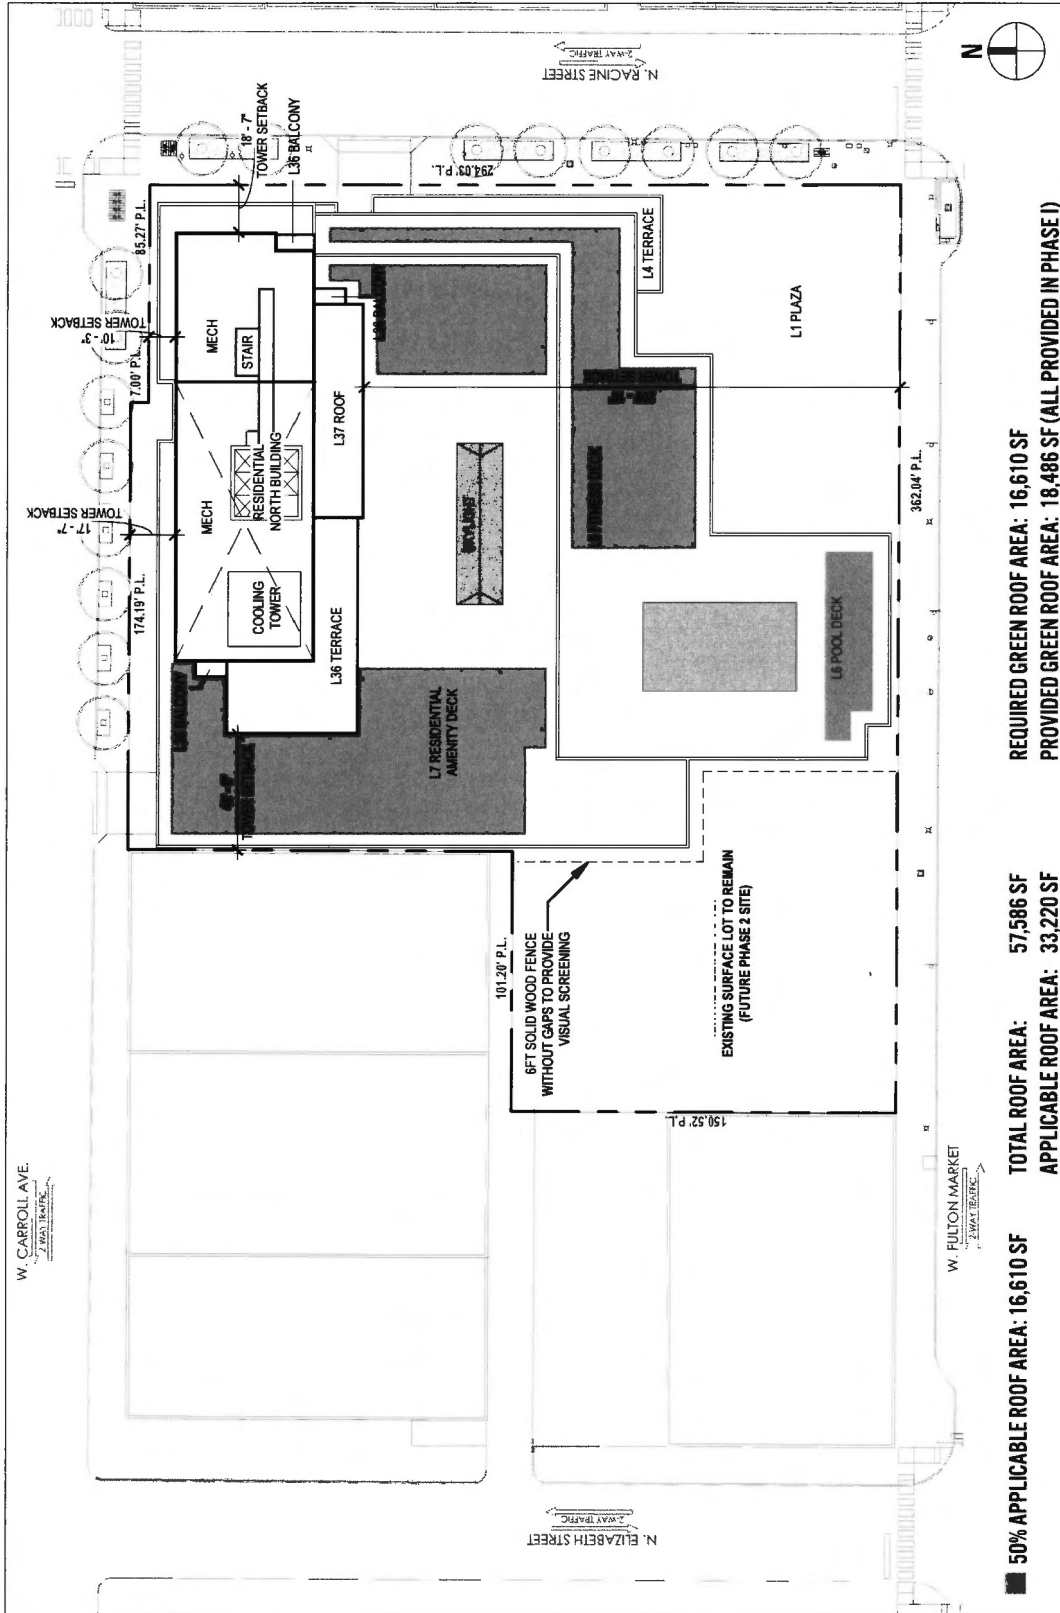 W. CARROLL AVE.
2-WAY TRAFFIC
N. RACINE STREET
2-WAY TRAFFIC
N
174.19' P.L.
17' - 7"
TOWER SETBACK
7.00' P.L.
10' - 3"
TOWER SETBACK
85.27' P.L.
18' - 7"
TOWER SETBACK
L36 BALCONY
294.03' P.L.
MECH
STAIR
MECH
RESIDENTIAL
NORTH BUILDING
COOLING
TOWER
L37 ROOF
L36 TERRACE
TOWER SETBACK
L7 RESIDENTIAL
AMENITY DECK
SKYLIGHT
TOWER SETBACK
L4 TERRACE
L1 PLAZA
L6 POOL DECK
362.04' P.L.
101.20' P.L.
6FT SOLID WOOD FENCE
WITHOUT GAPS TO PROVIDE
VISUAL SCREENING
EXISTING SURFACE LOT TO REMAIN
(FUTURE PHASE 2 SITE)
150.52' P.L.
N. ELIZABETH STREET
2-WAY TRAFFIC
W. FULTON MARKET
2-WAY TRAFFIC
50% APPLICABLE ROOF AREA: 16,610 SF
TOTAL ROOF AREA: 57,586 SF
APPLICABLE ROOF AREA: 33,220 SF
REQUIRED GREEN ROOF AREA: 16,610 SF
PROVIDED GREEN ROOF AREA: 18,486 SF (ALL PROVIDED IN PHASE I)